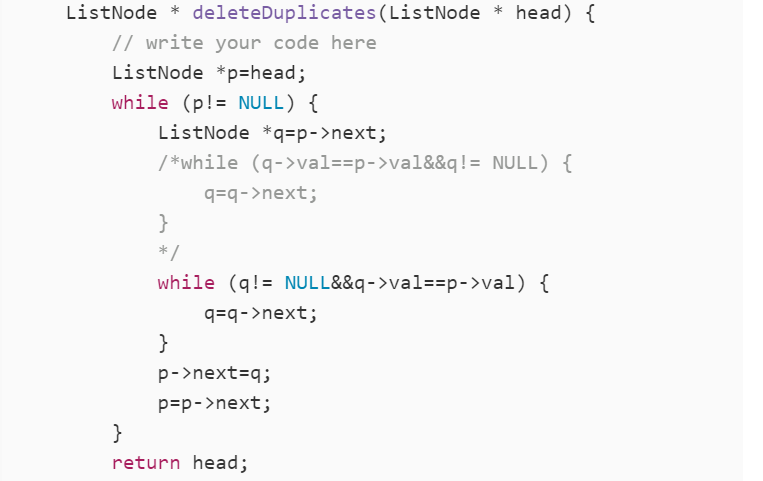 ListNode * deleteDuplicates(ListNode * head) {
// write your code here
ListNode *p=head;
while (p!= NULL) {
ListNode *q=p->next;
/*while (q->val==p->val&&q!= NULL) {
q=q->next;
}
*/
while (q!= NULL&&q->val==p->val) {
q=q->next;
}
p->next=q;
p=p->next;
}
return head;